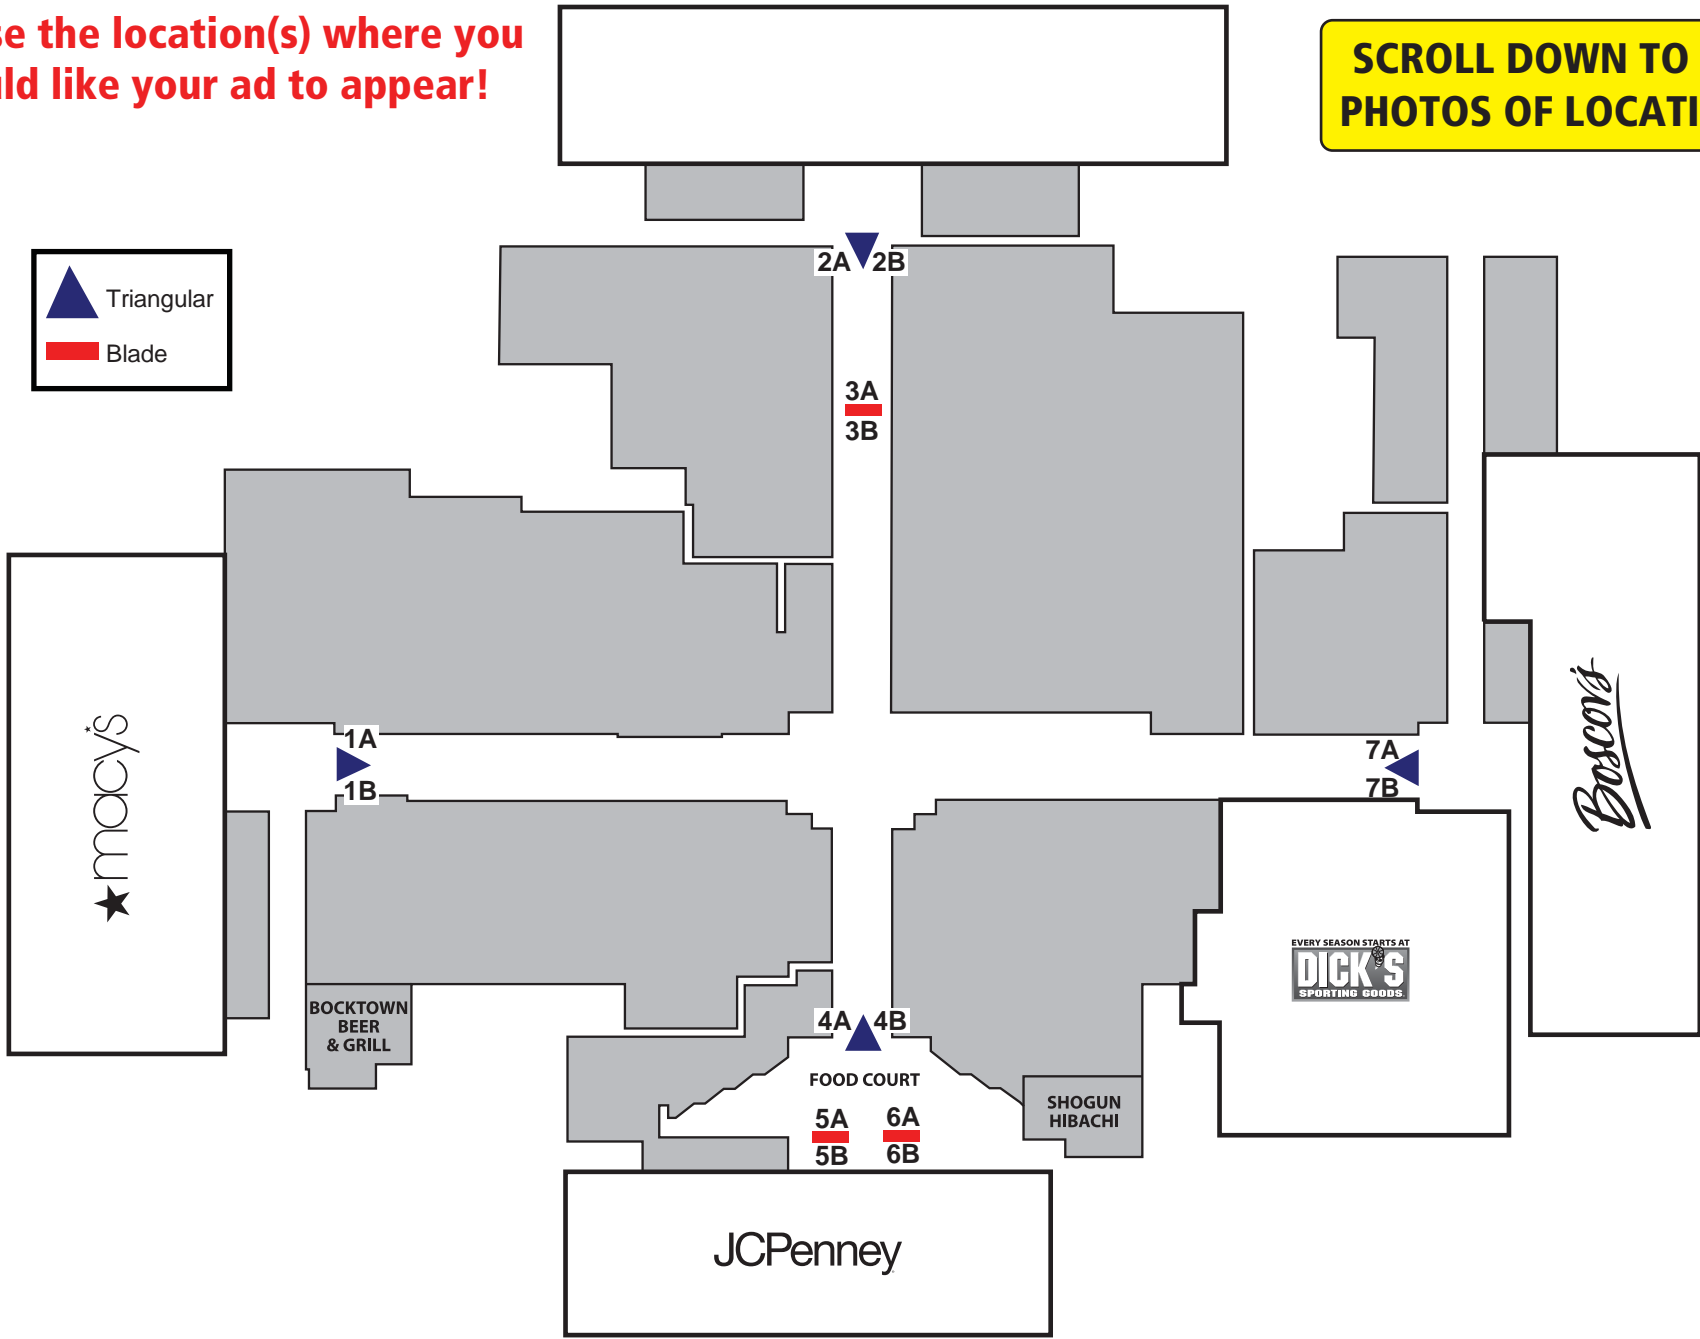 se the location(s) where you
uld like your ad to appear!
SCROLL DOWN TO
PHOTOS OF LOCATI
Triangular
Blade
2A 2B
3A
3B
1A
1B
7A
7B
macy's
Boscov's
EVERY SEASON STARTS AT
DICK'S
SPORTING GOODS
BOCKTOWN
BEER
& GRILL
4A 4B
FOOD COURT
5A 6A
5B 6B
SHOGUN
HIBACHI
JCPenney